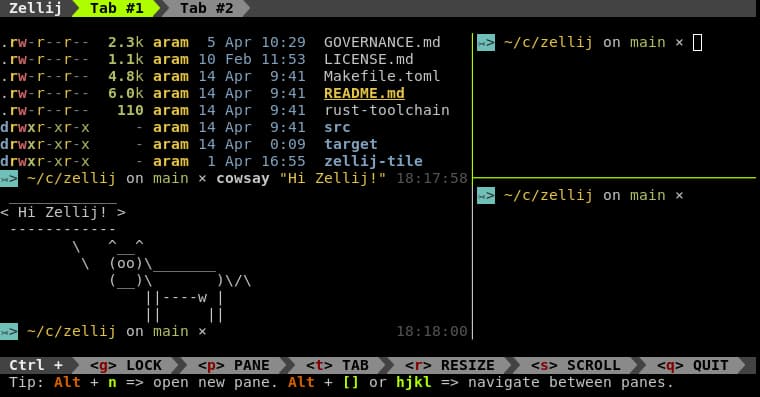 Zellij Tab #1 Tab #2
.rw-r--r-- 2.3k aram 5 Apr 10:29 GOVERNANCE.md
.rw-r--r-- 1.1k aram 10 Feb 11:53 LICENSE.md
.rw-r--r-- 4.8k aram 14 Apr 9:41 Makefile.toml
.rw-r--r-- 6.0k aram 14 Apr 9:41 README.md
.rw-r--r-- 110 aram 14 Apr 9:41 rust-toolchain
drwxr-xr-x - aram 14 Apr 9:41 src
drwxr-xr-x - aram 14 Apr 0:09 target
drwxr-xr-x - aram 1 Apr 16:55 zellij-tile
~/c/zellij on main × cowsay "Hi Zellij!" 18:17:58
 ____________
< Hi Zellij! >
 ------------
        \   ^__^
         \  (oo)\_______
            (__)\       )\/\
                ||----w |
                ||     ||
~/c/zellij on main × 18:18:00
~/c/zellij on main ×
~/c/zellij on main ×
Ctrl + <g> LOCK <p> PANE <t> TAB <r> RESIZE <s> SCROLL <q> QUIT
Tip: Alt + n => open new pane. Alt + [] or hjkl => navigate between panes.